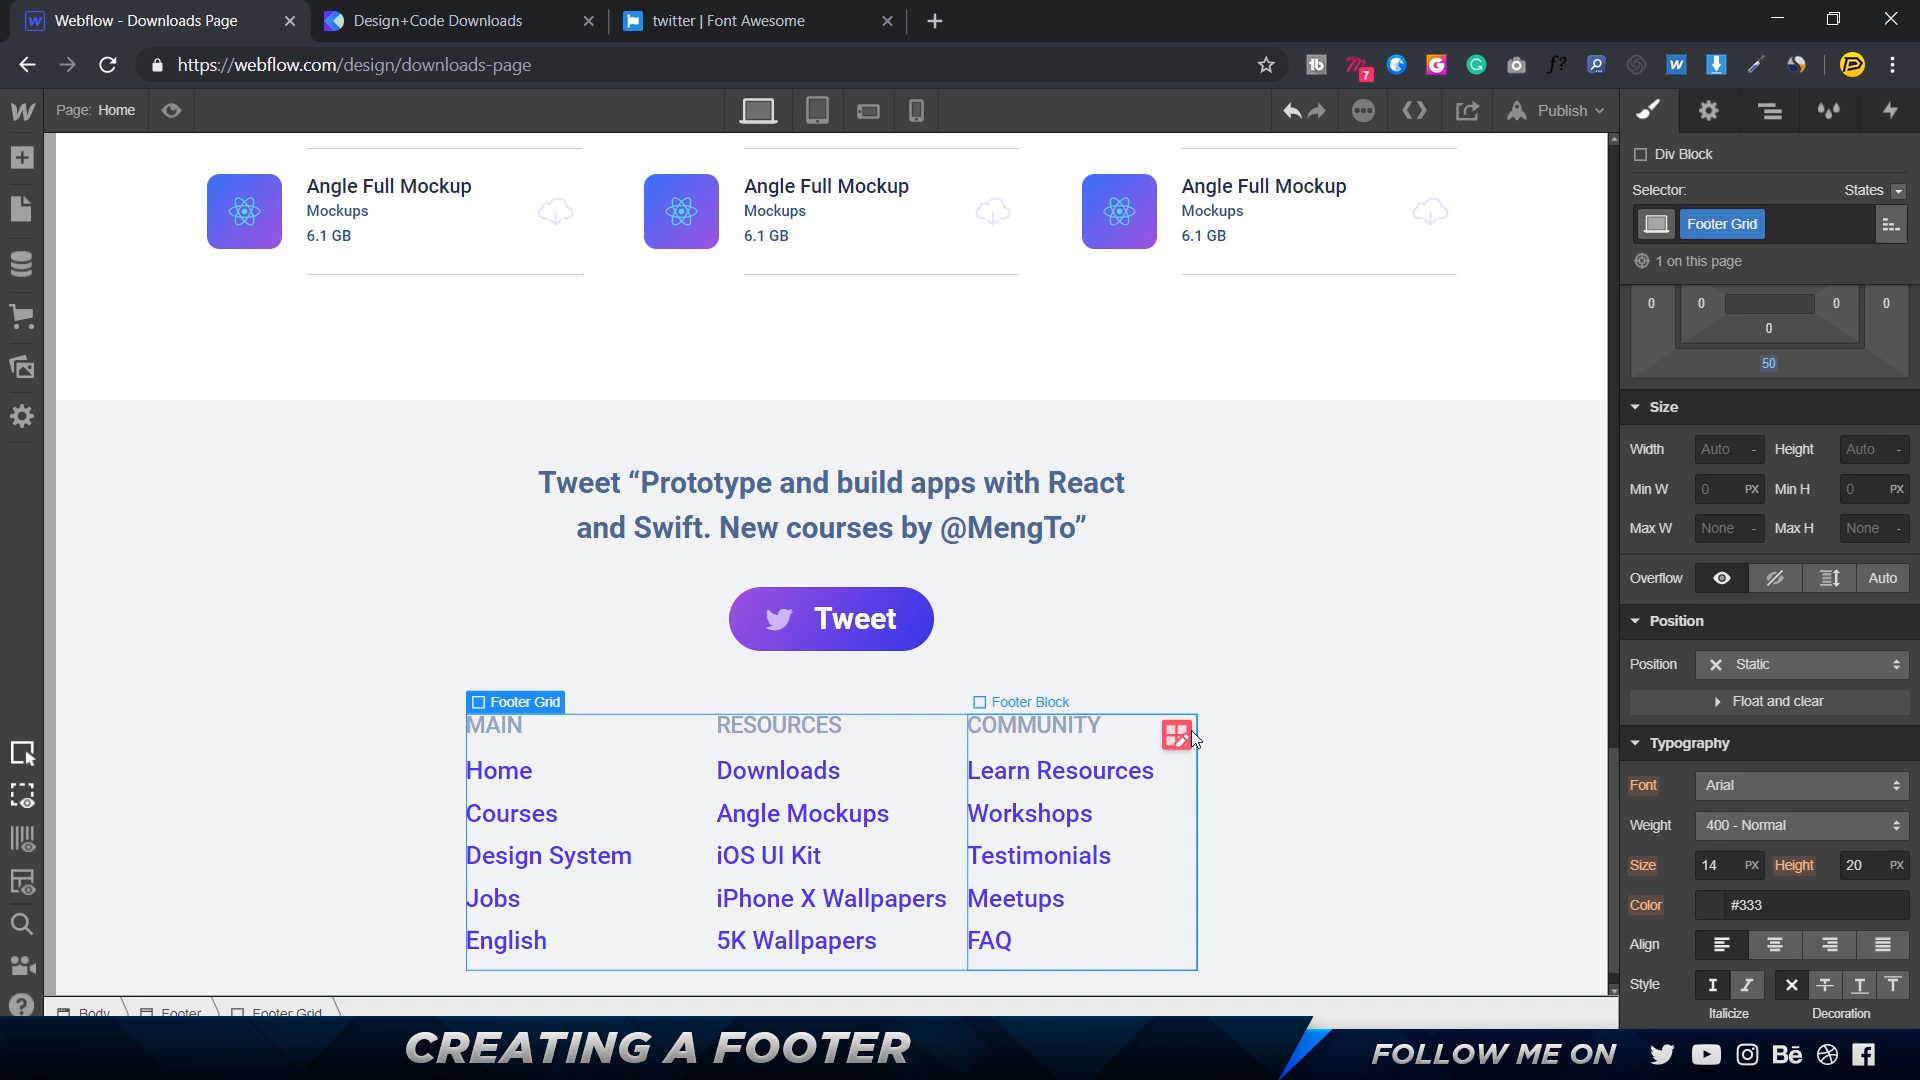 Webflow - Downloads Page
Design+Code Downloads
twitter | Font Awesome
https://webflow.com/design/downloads-page
7
f?
Page: Home
Publish
Angle Full Mockup
Mockups
6.1 GB
Angle Full Mockup
Mockups
6.1 GB
Angle Full Mockup
Mockups
6.1 GB
Tweet “Prototype and build apps with React
and Swift. New courses by @MengTo”
Tweet
Footer Grid
Footer Block
MAIN
Home
Courses
Design System
Jobs
English
RESOURCES
Downloads
Angle Mockups
iOS UI Kit
iPhone X Wallpapers
5K Wallpapers
COMMUNITY
Learn Resources
Workshops
Testimonials
Meetups
FAQ
Body
Footer
Footer Grid
Div Block
Selector:
States
Footer Grid
1 on this page
0 0 0 0
0
50
Size
Width Auto - Height Auto -
Min W 0 PX Min H 0 PX
Max W None - Max H None -
Overflow Auto
Position
Position Static
Float and clear
Typography
Font Arial
Weight 400 - Normal
Size 14 PX Height 20 PX
Color #333
Align
Style
Italicize Decoration
CREATING A FOOTER
FOLLOW ME ON